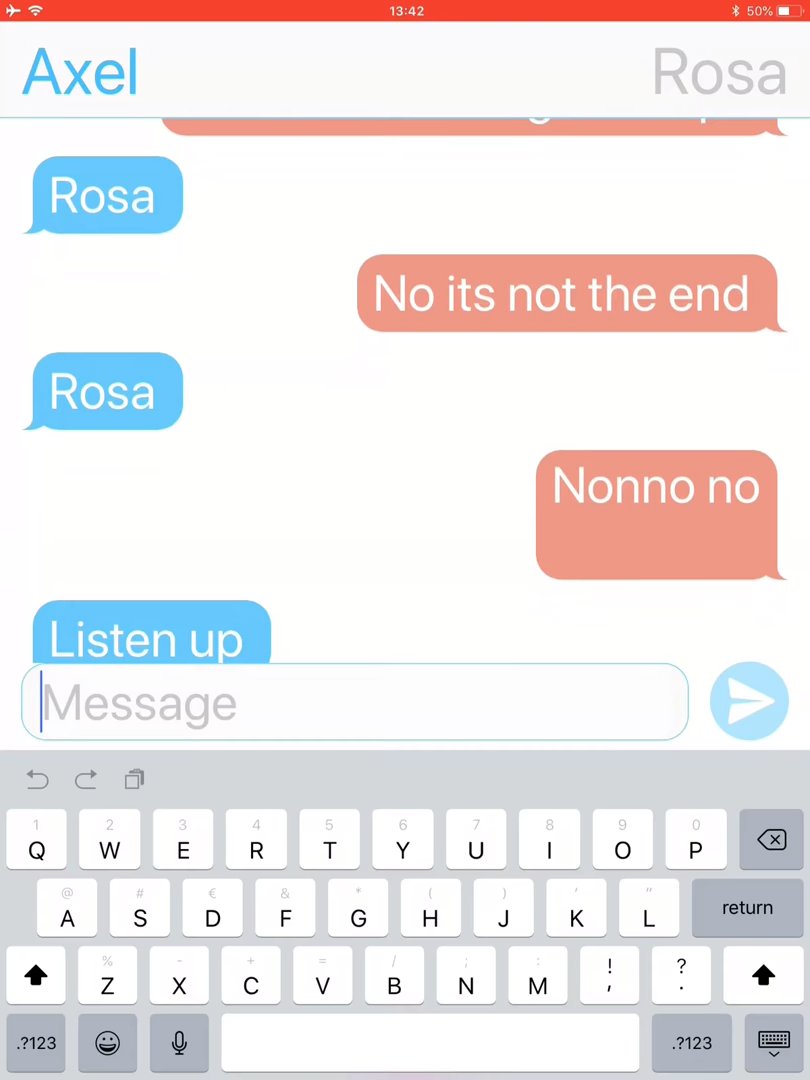 13:42 50%
Axel Rosa
Rosa
No its not the end
Rosa
Nonno no
Listen up
Message
1 2 3 4 5 6 7 8 9 0
Q W E R T Y U I O P
@ # € & * ( ) ' "
A S D F G H J K L return
% - + = / ; : ! ?
Z X C V B N M , .
.?123 .?123